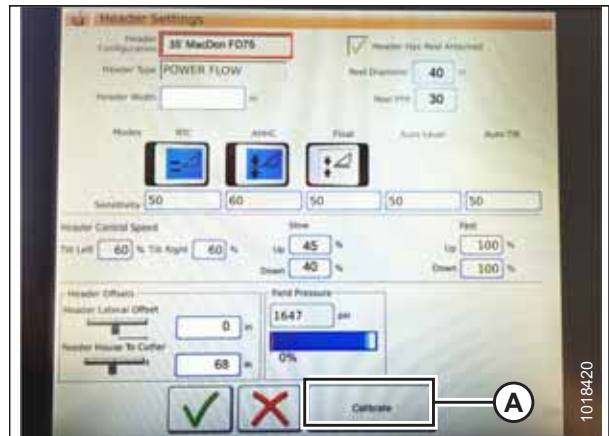 Header Settings
Header Configuration 35' MacDon FD75 Header Has Reel Attached
Header Type POWER FLOW Reel Diameter 40 in
Header Width in Reel PPR 30
Modes RTC AHHC Float Auto Level Auto Tilt
Sensitivity 50 60 50 50 50
Header Control Speed Slow Fast
Tilt Left 60 % Tilt Right 60 % Up 45 % Up 100 %
Down 40 % Down 100 %
Header Offsets Field Pressure
Header Lateral Offset 1647 psi
0 in
Feeder House To Cutter 0%
68 in
Calibrate A
1018420